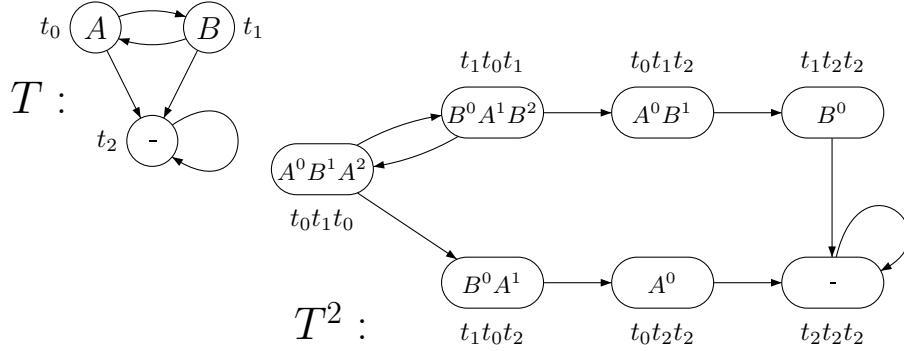 t₀ A B t₁
T :
t₂ -
t₁t₀t₁ t₀t₁t₂ t₁t₂t₂
B⁰A¹B² A⁰B¹ B⁰
A⁰B¹A²
t₀t₁t₀
B⁰A¹ A⁰ -
T² :
t₁t₀t₂ t₀t₂t₂ t₂t₂t₂